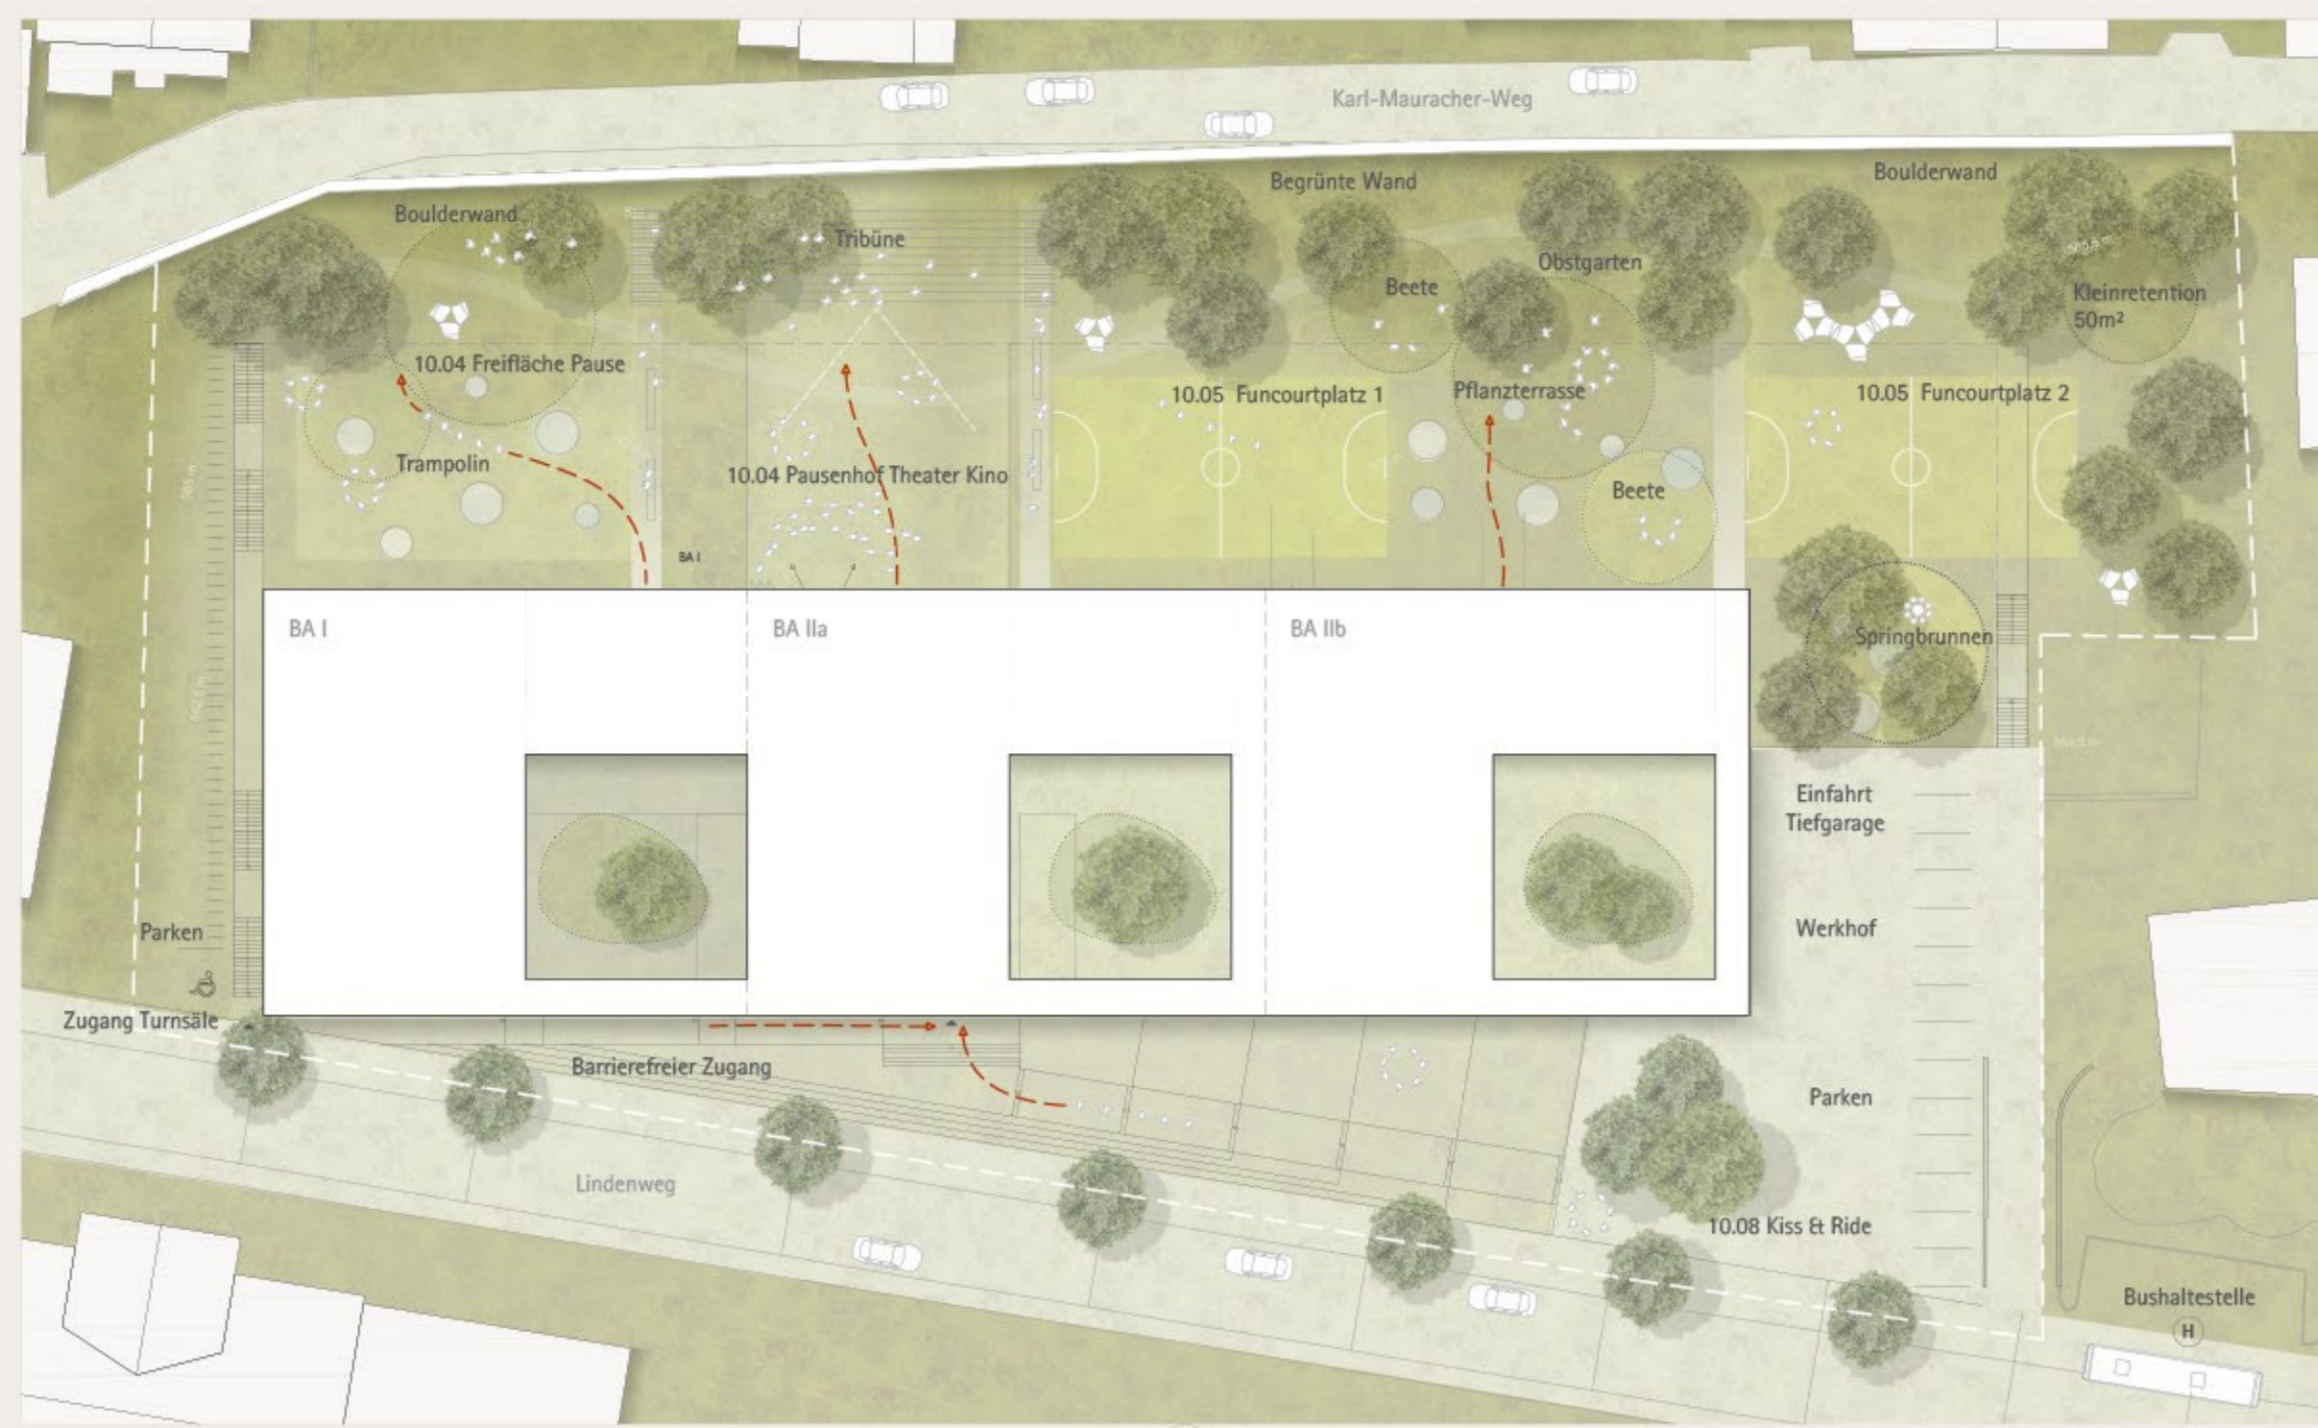 Karl-Mauracher-Weg
Boulderwand
Begrünte Wand
Boulderwand
Tribüne
Obstgarten
Beete
Kleinretention
50m²
10.04 Freifläche Pause
10.05 Funcourtplatz 1
Pflanzterrasse
10.05 Funcourtplatz 2
Trampolin
10.04 Pausenhof Theater Kino
Beete
BA I
BA I
BA IIa
BA IIb
Springbrunnen
Einfahrt
Tiefgarage
Parken
Werkhof
Zugang Turnsäle
Barrierefreier Zugang
Parken
Lindenweg
10.08 Kiss & Ride
Bushaltestelle
H